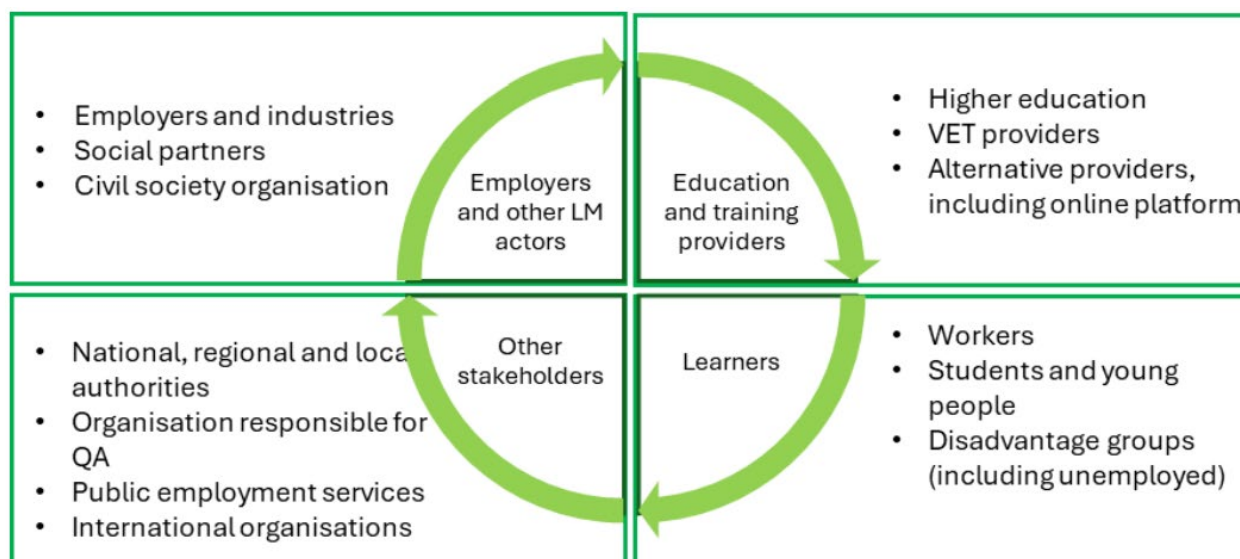 • Employers and industries
• Social partners
• Civil society organisation
Employers
and other LM
actors
Education
and training
providers
• Higher education
• VET providers
• Alternative providers,
including online platform
• National, regional and loca
authorities
• Organisation responsible for
QA
• Public employment services
• International organisations
Other
stakeholders
Learners
• Workers
• Students and young
people
• Disadvantage groups
(including unemployed)